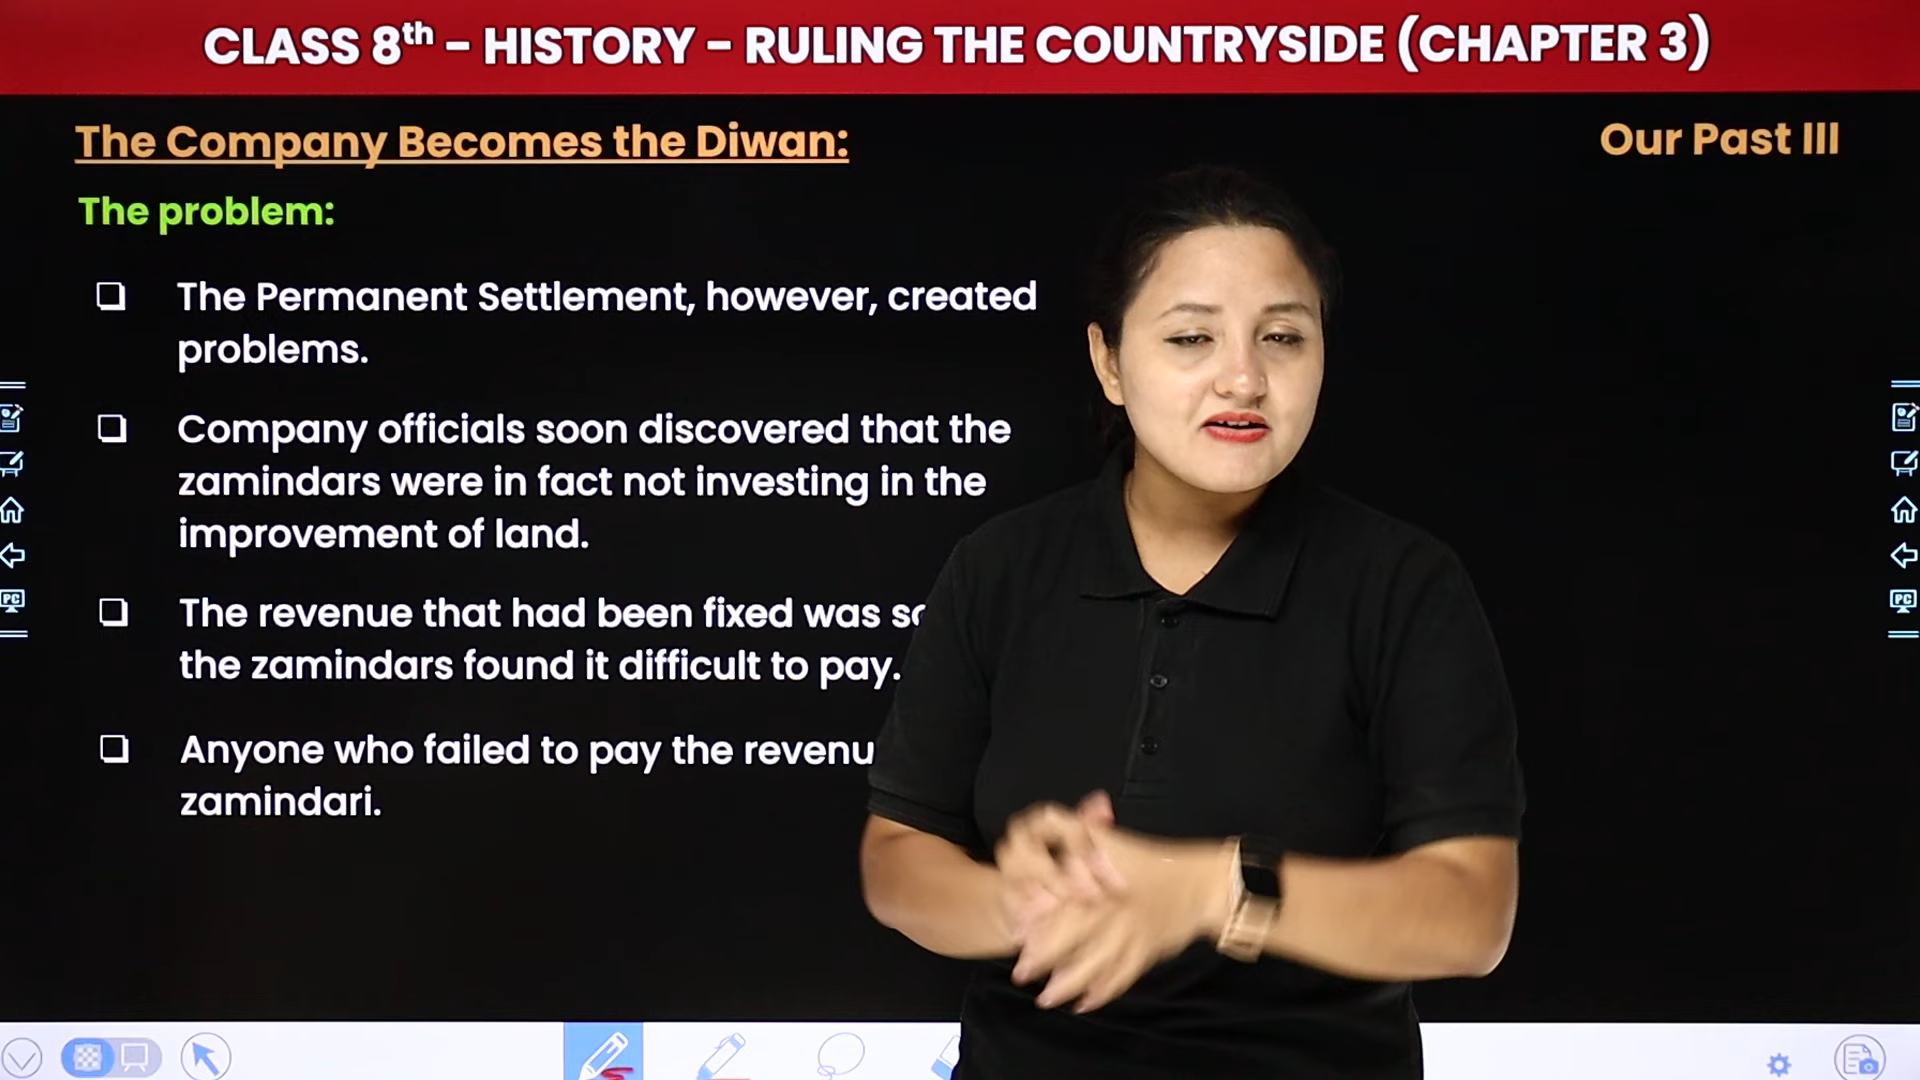 CLASS 8th – HISTORY – RULING THE COUNTRYSIDE (CHAPTER 3)
The Company Becomes the Diwan:
Our Past III
The problem:
The Permanent Settlement, however, created
problems.
Company officials soon discovered that the
zamindars were in fact not investing in the
improvement of land.
The revenue that had been fixed was
the zamindars found it difficult to pay.
Anyone who failed to pay the
zamindari.
PC
PC